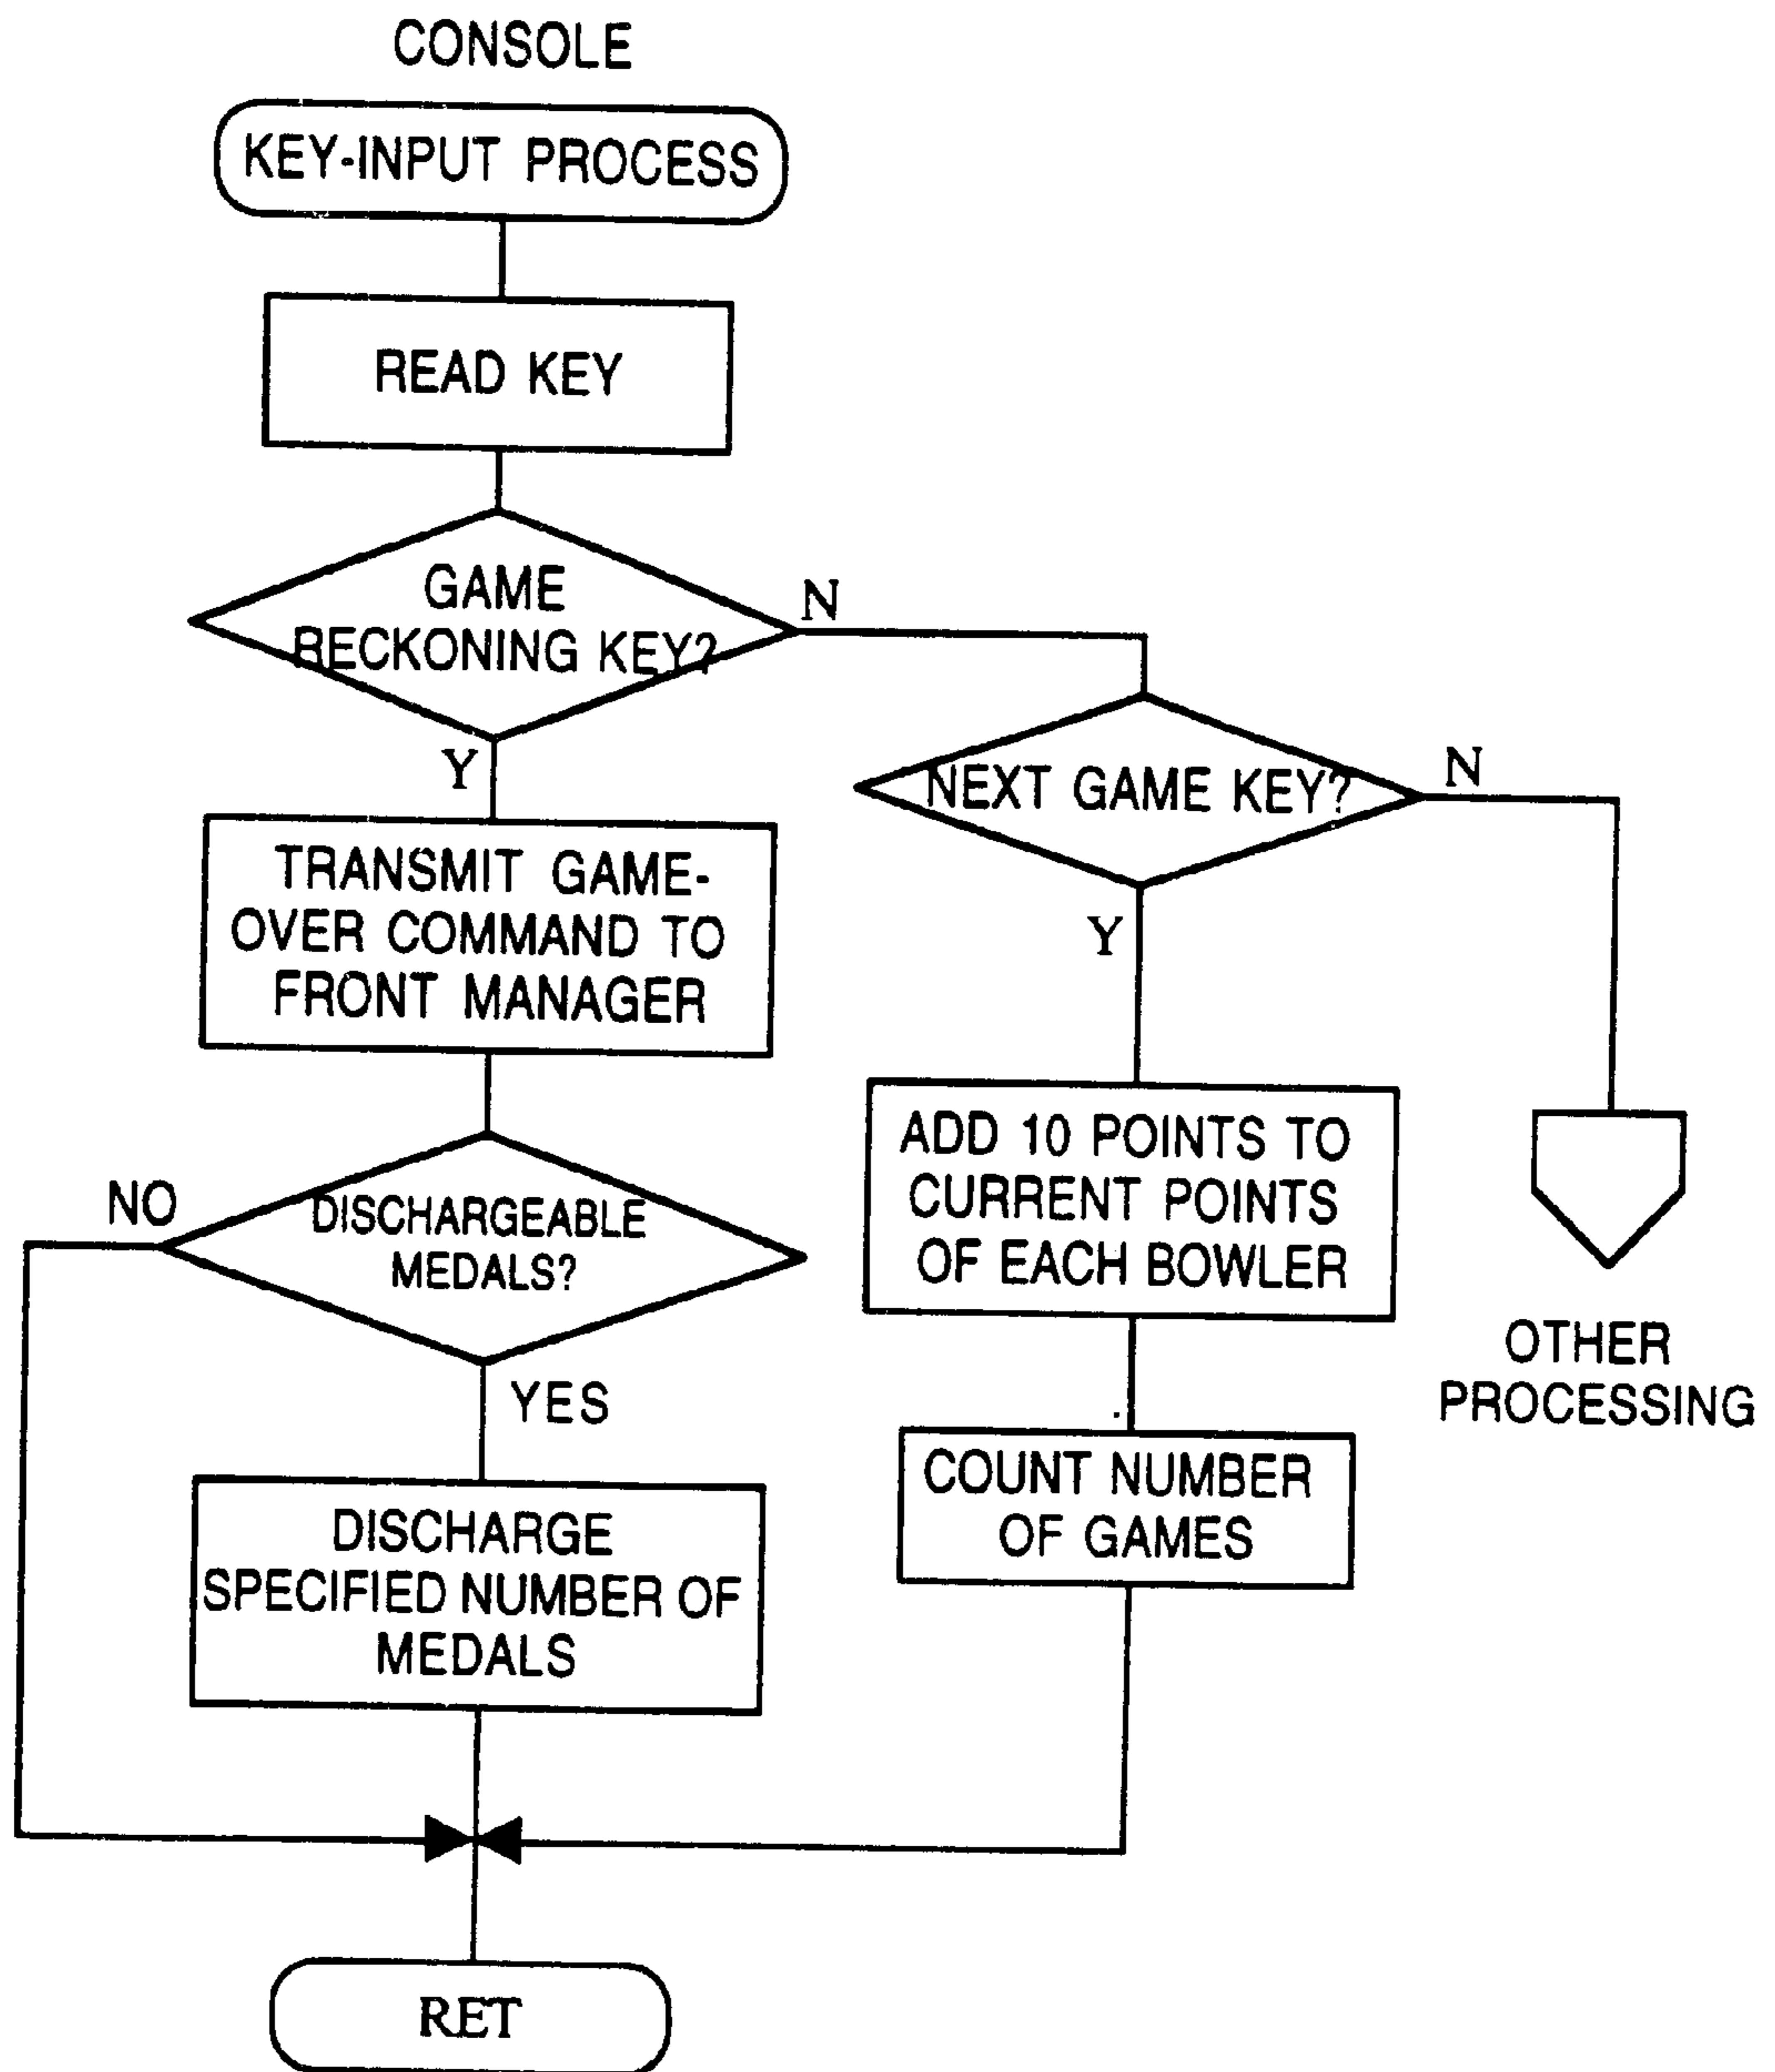 CONSOLE
KEY-INPUT PROCESS
READ KEY
GAME
RECKONING KEY?
N
Y
NEXT GAME KEY?
N
Y
TRANSMIT GAME-
OVER COMMAND TO
FRONT MANAGER
DISCHARGEABLE
MEDALS?
NO
YES
ADD 10 POINTS TO
CURRENT POINTS
OF EACH BOWLER
OTHER
PROCESSING
COUNT NUMBER
OF GAMES
DISCHARGE
SPECIFIED NUMBER OF
MEDALS
RET